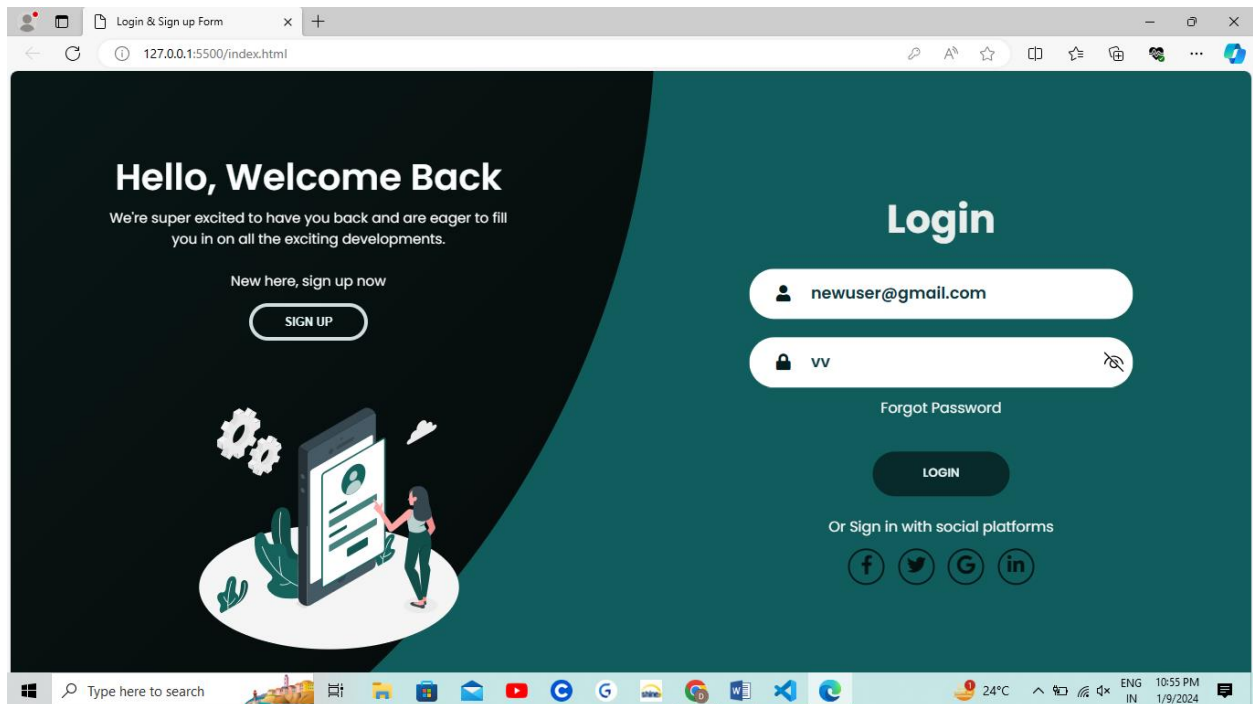 Login & Sign up Form
127.0.0.1:5500/index.html
Hello, Welcome Back
We're super excited to have you back and are eager to fill
you in on all the exciting developments.
New here, sign up now
SIGN UP
Login
newuser@gmail.com
vv
Forgot Password
LOGIN
Or Sign in with social platforms
Type here to search
shine
24°C
ENG
IN
10:55 PM
1/9/2024